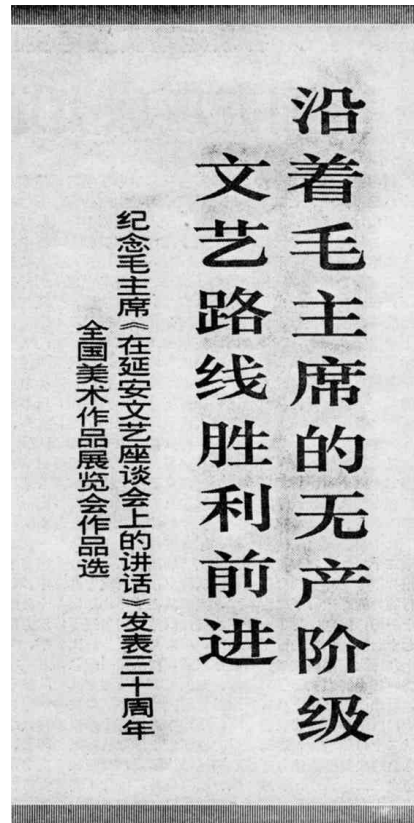 沿着毛主席的无产阶级
文艺路线胜利前进
纪念毛主席《在延安文艺座谈会上的讲话》发表三十周年
全国美术作品展览会作品选